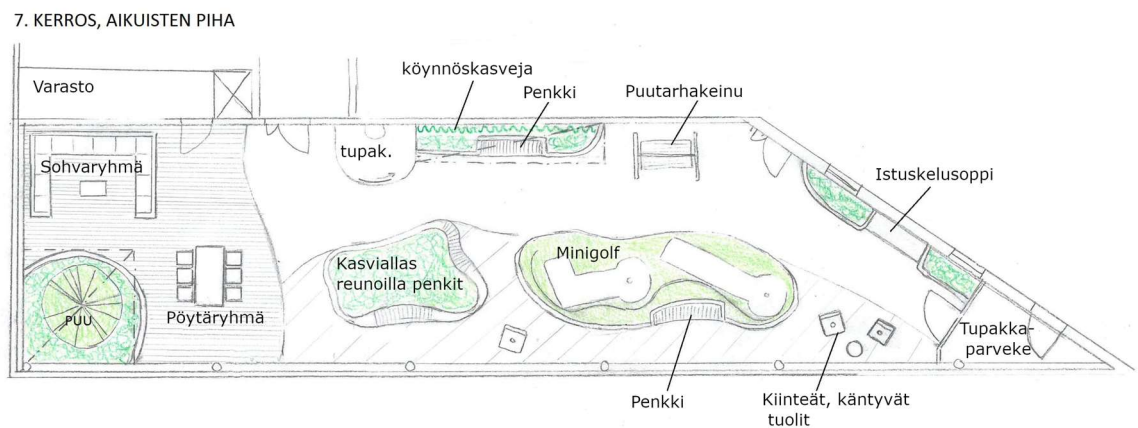 7. KERROS, AIKUISTEN PIHA
köynnöskasveja
Penkki
Puutarhakeinu
Varasto
tupak.
Sohvaryhmä
Istuskelusoppi
Minigolf
Kasviallas
reunoilla penkit
PUU
Pöytäryhmä
Tupakka-
parveke
Penkki
Kiinteät, käntyvät
tuolit